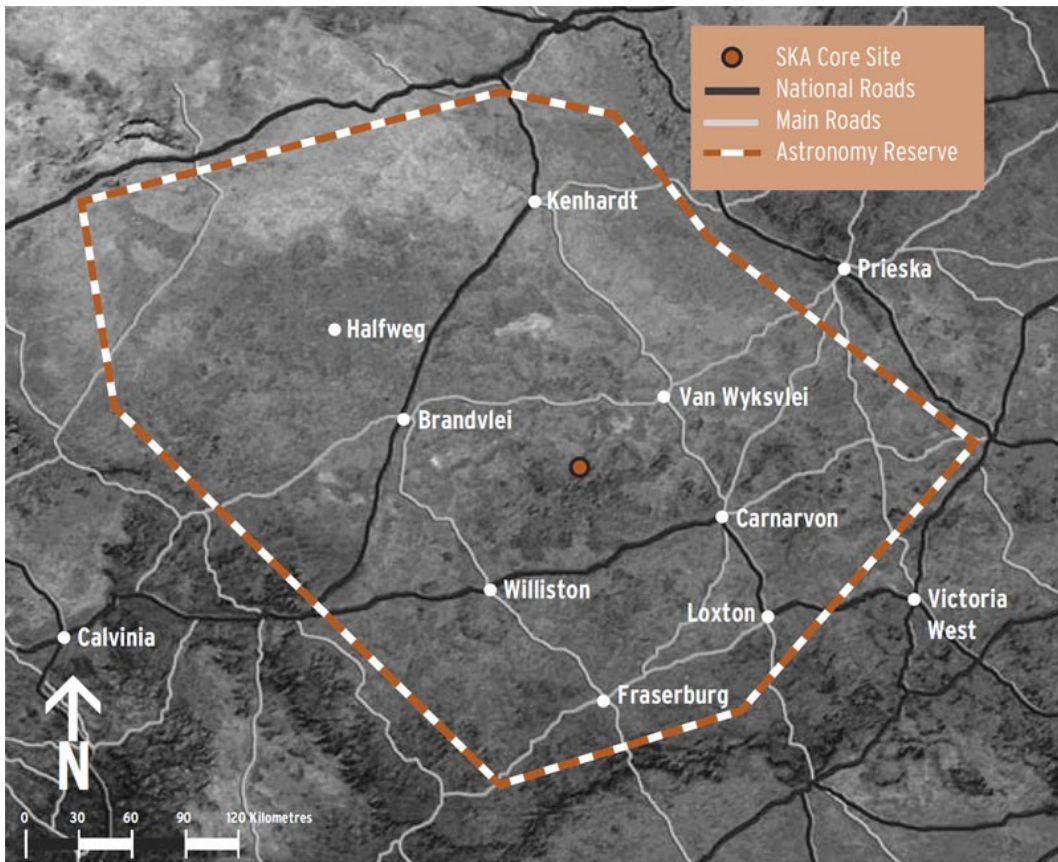 SKA Core Site
National Roads
Main Roads
Astronomy Reserve
Kenhardt
Prieska
Halfweg
Van Wyksvlei
Brandvlei
Carnarvon
Williston
Loxton
Victoria
West
Calvinia
Fraserburg
N
0 30 60 90 120 Kilometres